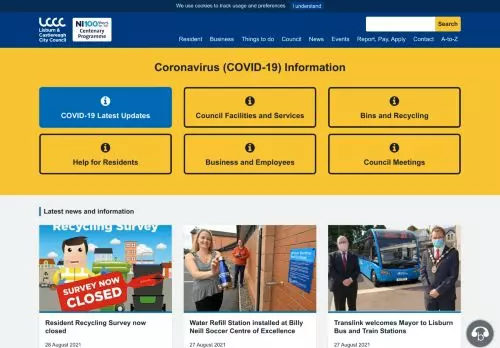 We use cookies to track usage and preferences I understand
LCCC
Lisburn &
Castlereagh
City Council
NI100
Centenary
Programme
Search
Resident Business Things to do Council News Events Report, Pay, Apply Contact A-to-Z
Coronavirus (COVID-19) Information
COVID-19 Latest Updates
Council Facilities and Services
Bins and Recycling
Help for Residents
Business and Employees
Council Meetings
Latest news and information
Recycling Survey
SURVEY NOW
CLOSED
Resident Recycling Survey now
closed
26 August 2021
Water Refill Station installed at Billy
Neill Soccer Centre of Excellence
27 August 2021
Translink welcomes Mayor to Lisburn
Bus and Train Stations
27 August 2021